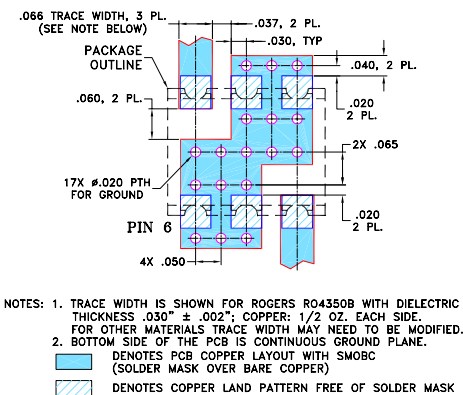 .066 TRACE WIDTH, 3 PL.
(SEE NOTE BELOW)
.037, 2 PL.
.030, TYP
PACKAGE
OUTLINE
.040, 2 PL.
.060, 2 PL.
.020
2 PL.
2X .065
17X ø.020 PTH
FOR GROUND
PIN 6
.020
2 PL.
4X .050
NOTES: 1. TRACE WIDTH IS SHOWN FOR ROGERS RO4350B WITH DIELECTRIC
THICKNESS .030" ± .002"; COPPER: 1/2 OZ. EACH SIDE.
FOR OTHER MATERIALS TRACE WIDTH MAY NEED TO BE MODIFIED.
2. BOTTOM SIDE OF THE PCB IS CONTINUOUS GROUND PLANE.
DENOTES PCB COPPER LAYOUT WITH SMOBC
(SOLDER MASK OVER BARE COPPER)
DENOTES COPPER LAND PATTERN FREE OF SOLDER MASK